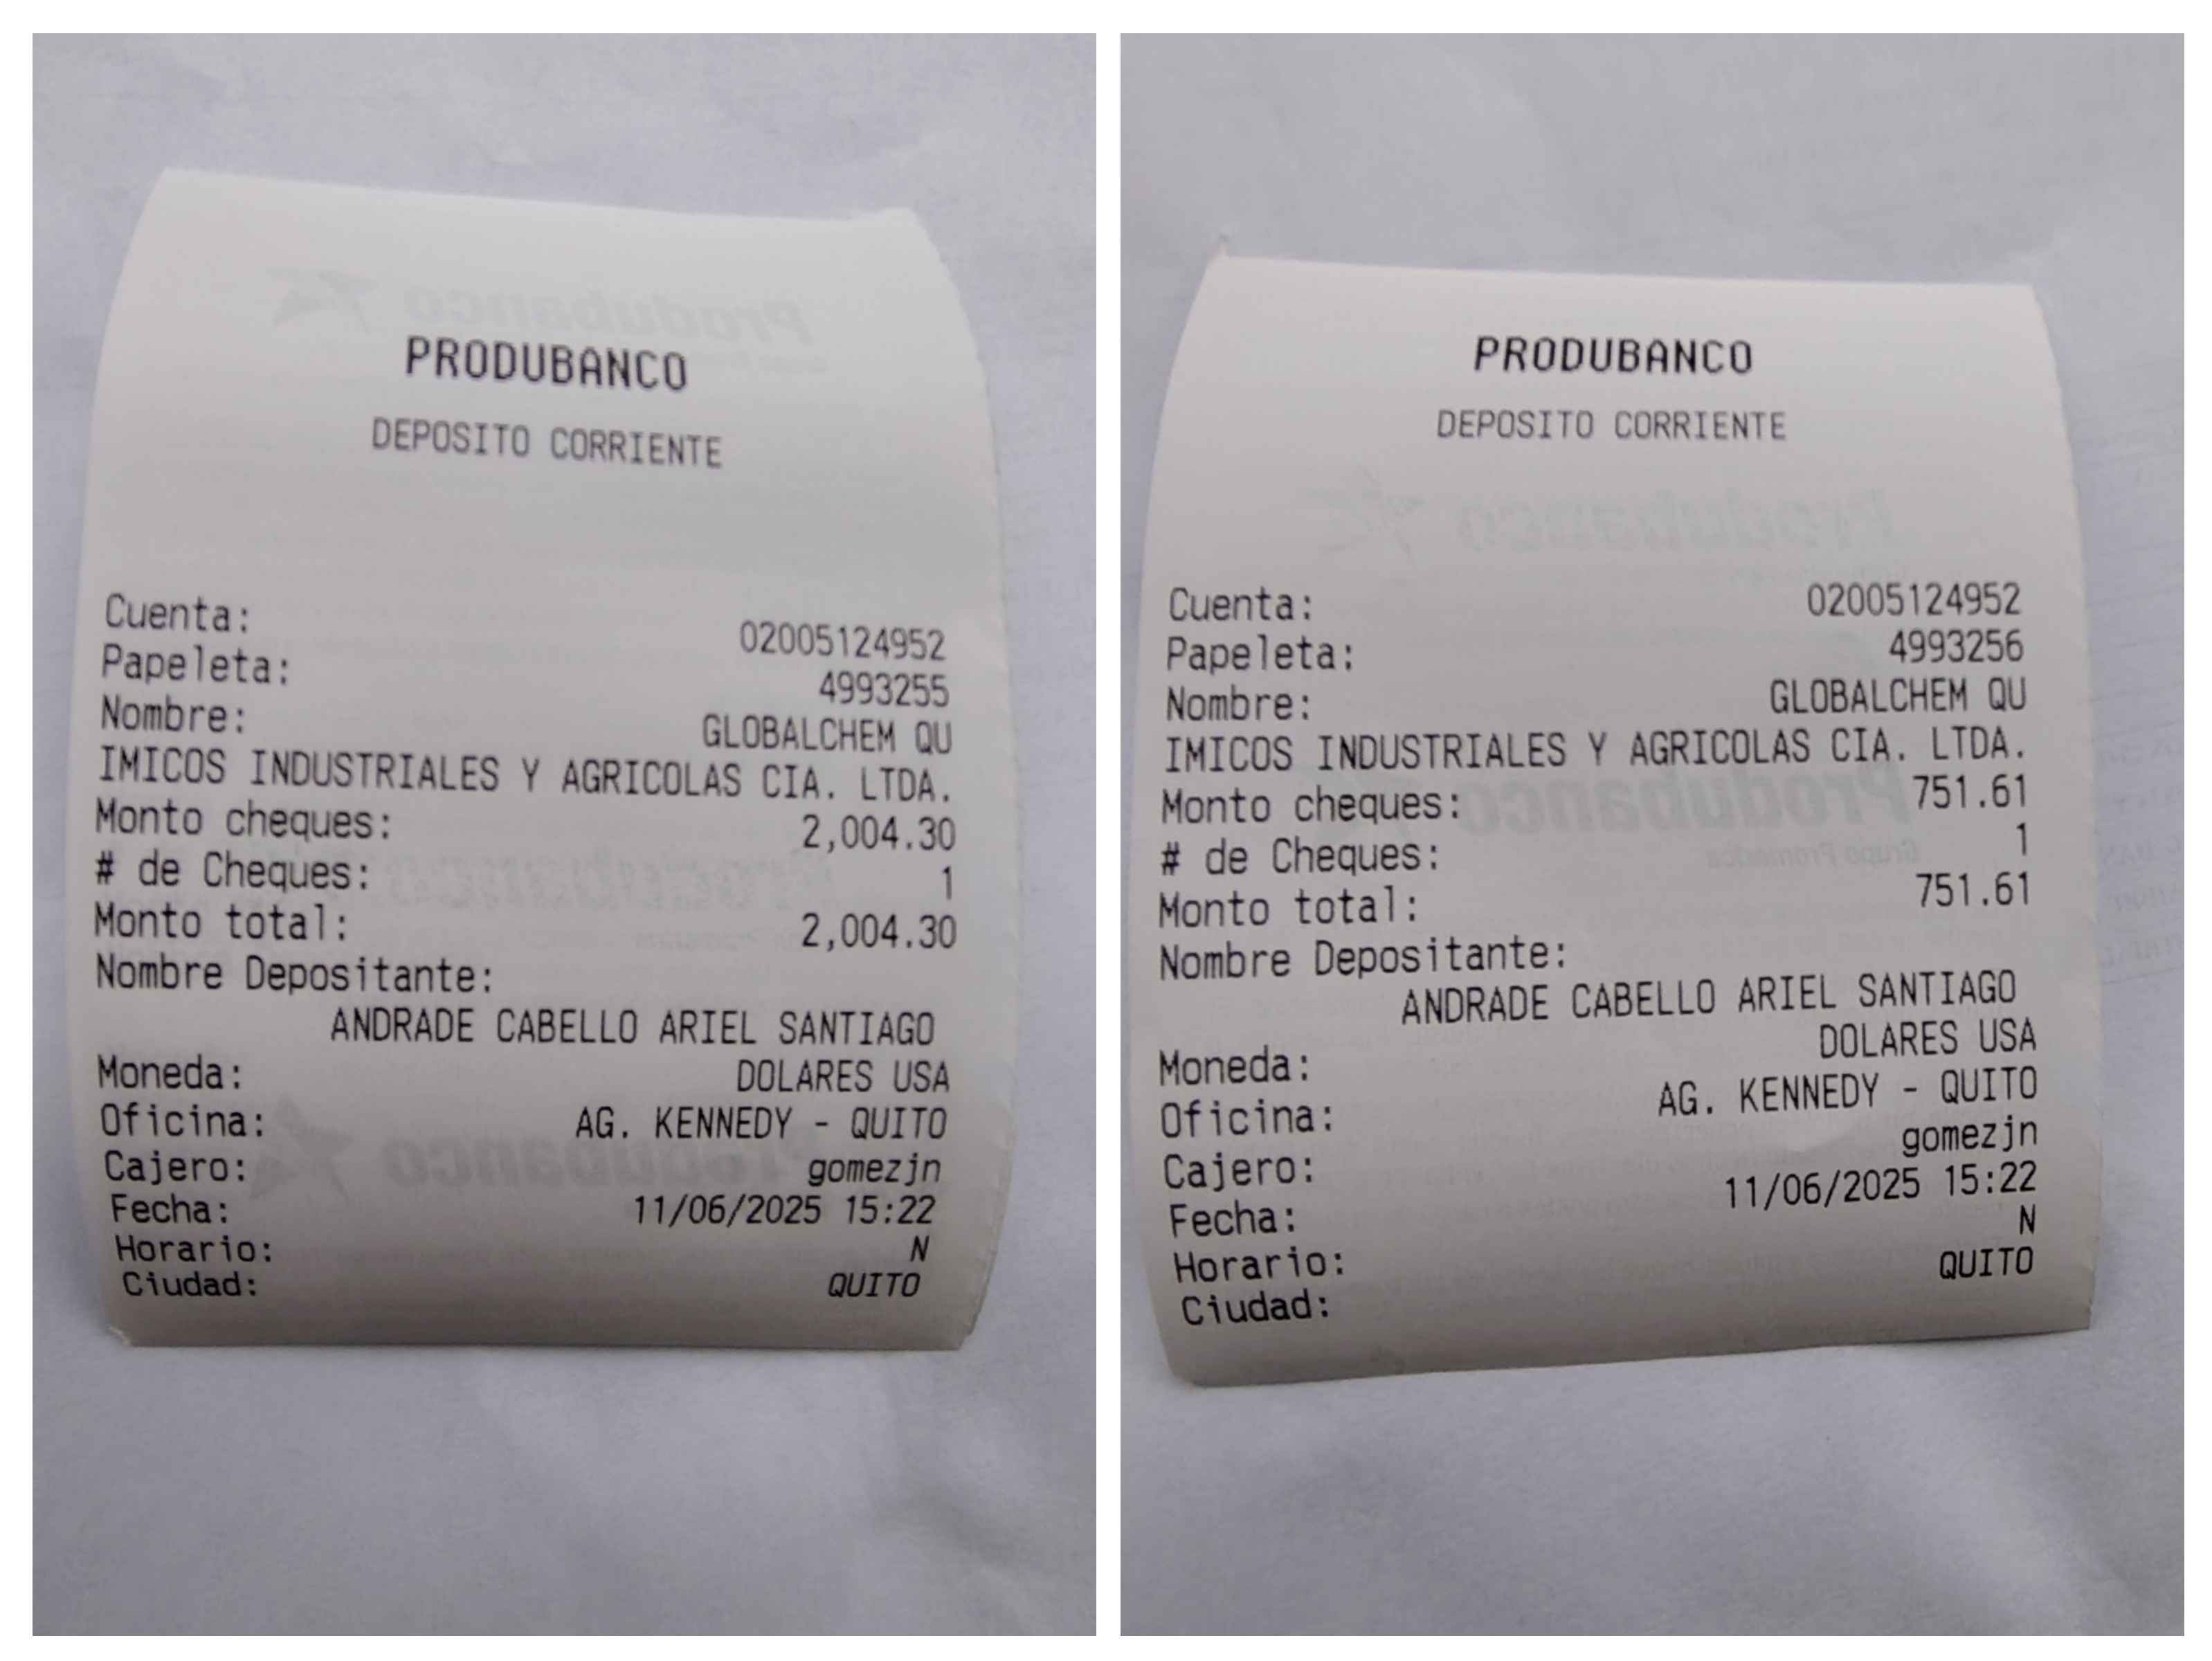 PRODUBANCO
DEPOSITO CORRIENTE
Cuenta: 02005124952
Papeleta: 4993255
Nombre: GLOBALCHEM QU
IMICOS INDUSTRIALES Y AGRICOLAS CIA. LTDA.
Monto cheques: 2,004.30
# de Cheques: 1
Monto total: 2,004.30
Nombre Depositante:
ANDRADE CABELLO ARIEL SANTIAGO
Moneda: DOLARES USA
Oficina: AG. KENNEDY - QUITO
Cajero: gomezjn
Fecha: 11/06/2025 15:22
Horario: N
Ciudad: QUITO
PRODUBANCO
DEPOSITO CORRIENTE
Cuenta: 02005124952
Papeleta: 4993256
Nombre: GLOBALCHEM QU
IMICOS INDUSTRIALES Y AGRICOLAS CIA. LTDA.
Monto cheques: 751.61
# de Cheques: 1
Monto total: 751.61
Nombre Depositante:
ANDRADE CABELLO ARIEL SANTIAGO
Moneda: DOLARES USA
Oficina: AG. KENNEDY - QUITO
Cajero: gomezjn
Fecha: 11/06/2025 15:22
Horario: N
Ciudad: QUITO